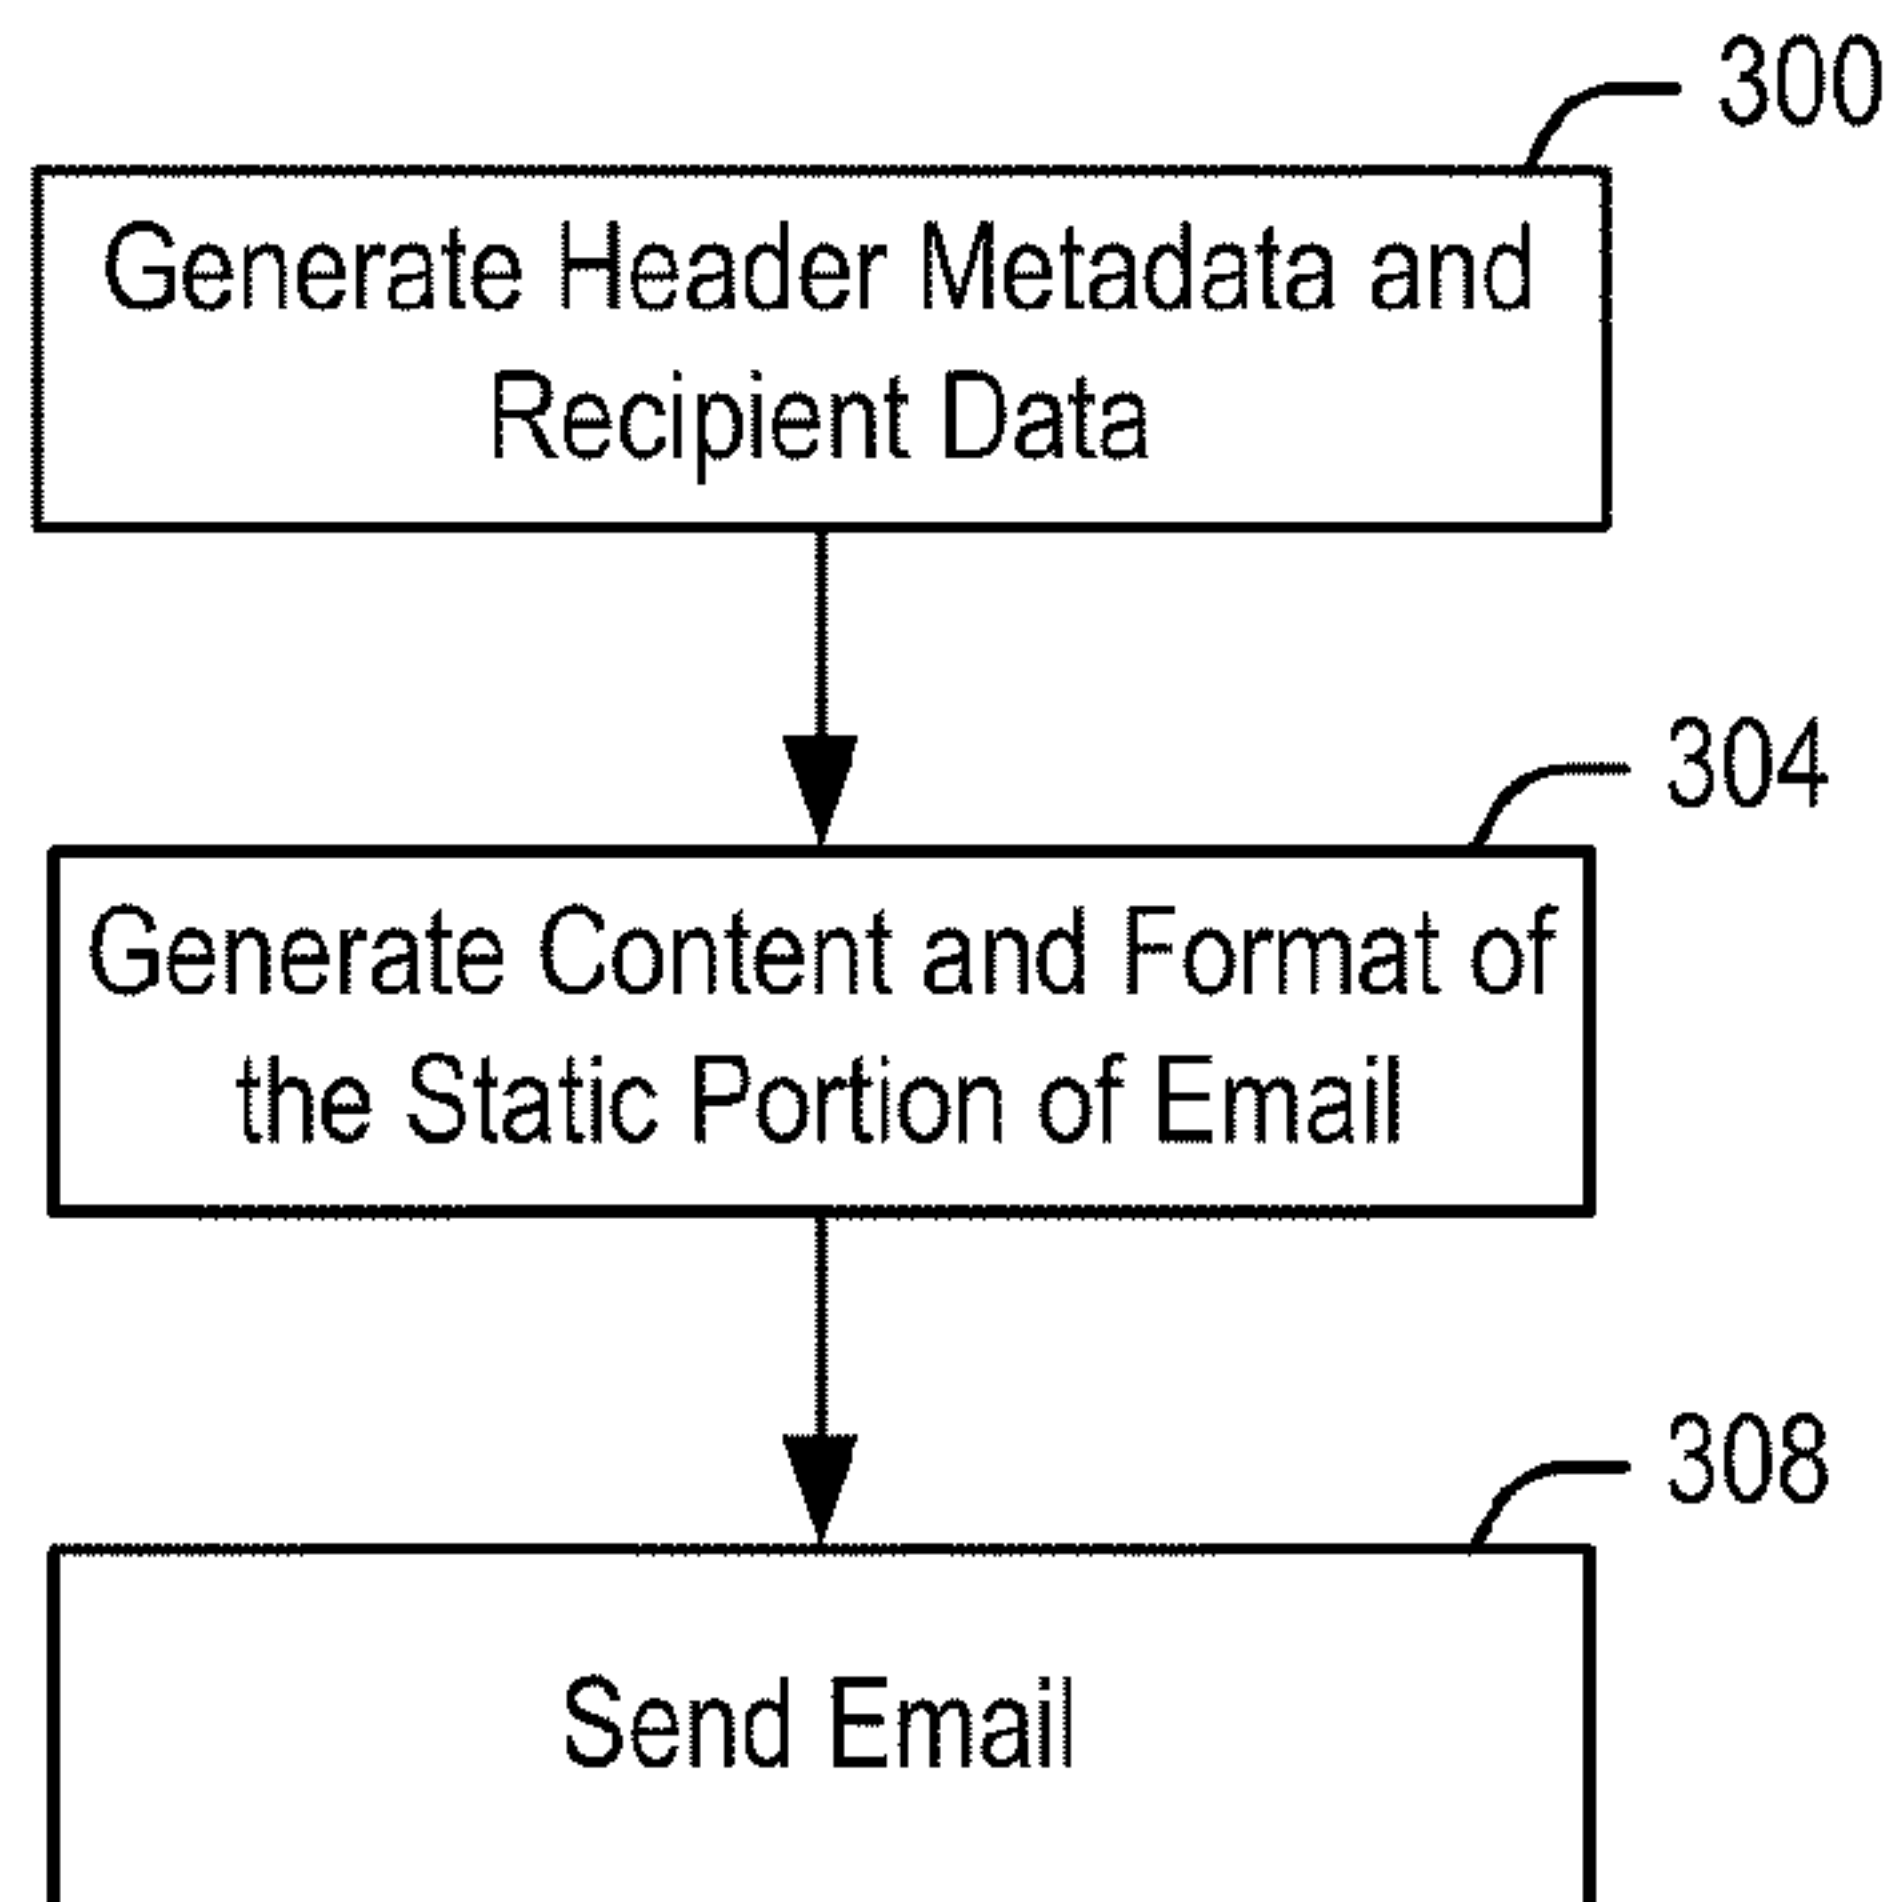 300
Generate Header Metadata and
Recipient Data
304
Generate Content and Format of
the Static Portion of Email
308
Send Email